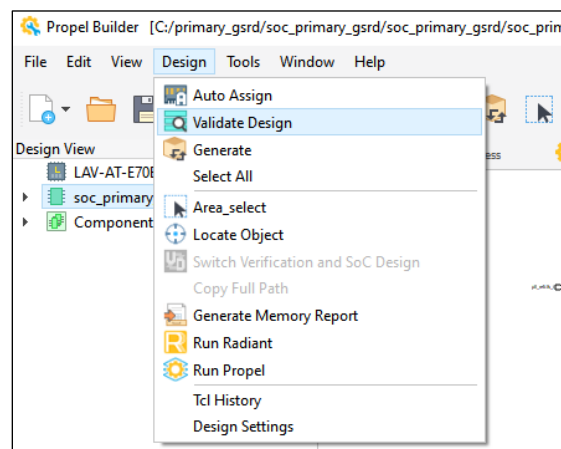 Propel Builder [C:/primary_gsrd/soc_primary_gsrd/soc_primary_gsrd/soc_prim
File Edit View Design Tools Window Help
Auto Assign
Validate Design
Generate
Select All
Area_select
Locate Object
Switch Verification and SoC Design
Copy Full Path
Generate Memory Report
Run Radiant
Run Propel
Tcl History
Design Settings
Design View
LAV-AT-E70
soc_primary
Component
ess